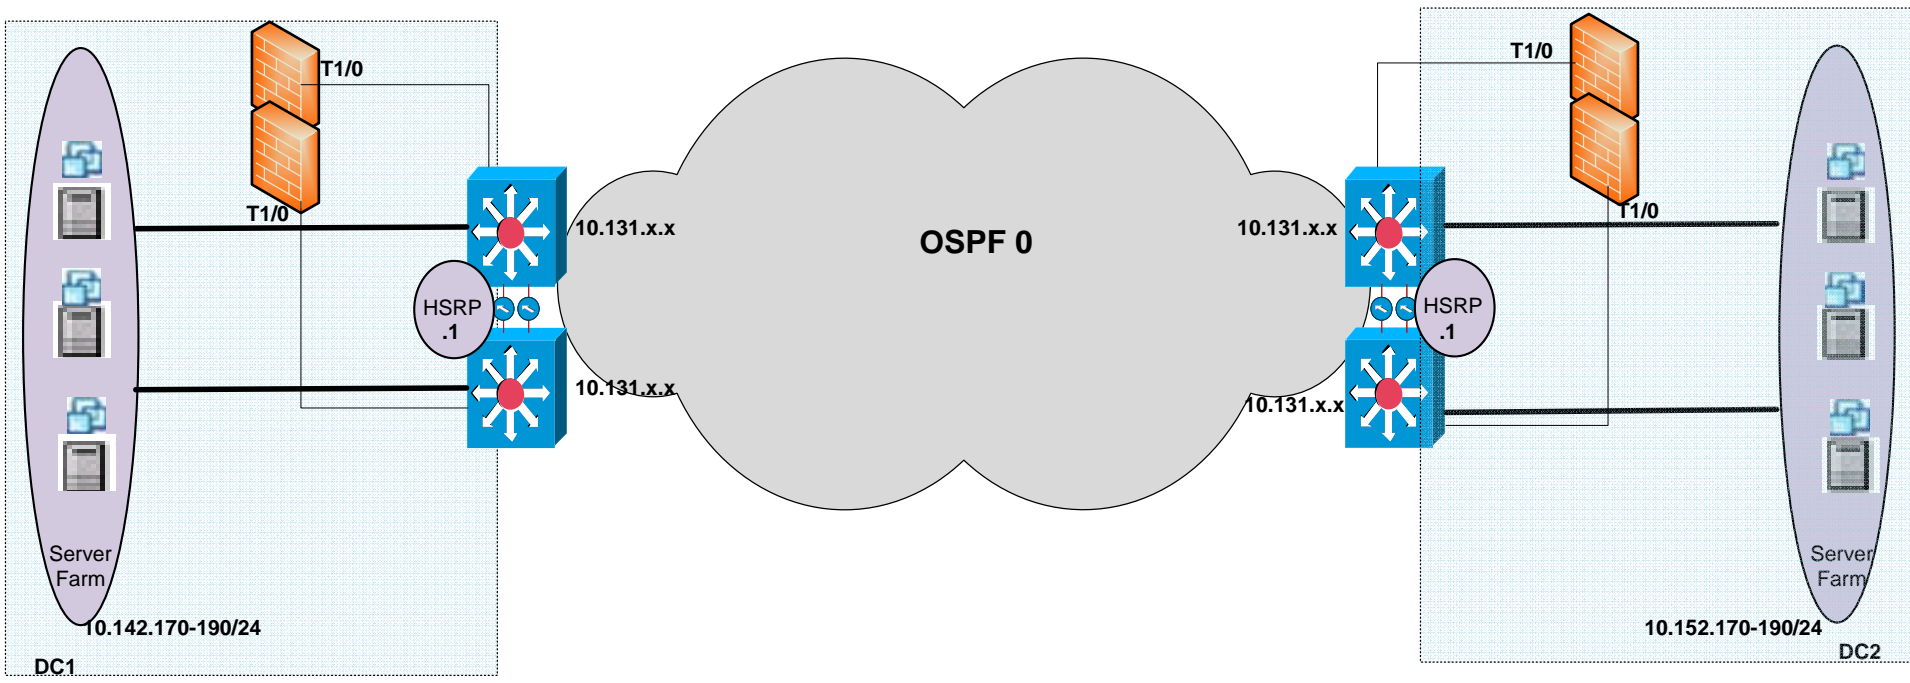 T1/0
T1/0
10.131.x.x
HSRP
.1
10.131.x.x
Server
Farm
10.142.170-190/24
DC1
OSPF 0
T1/0
T1/0
10.131.x.x
HSRP
.1
10.131.x.x
Server
Farm
10.152.170-190/24
DC2